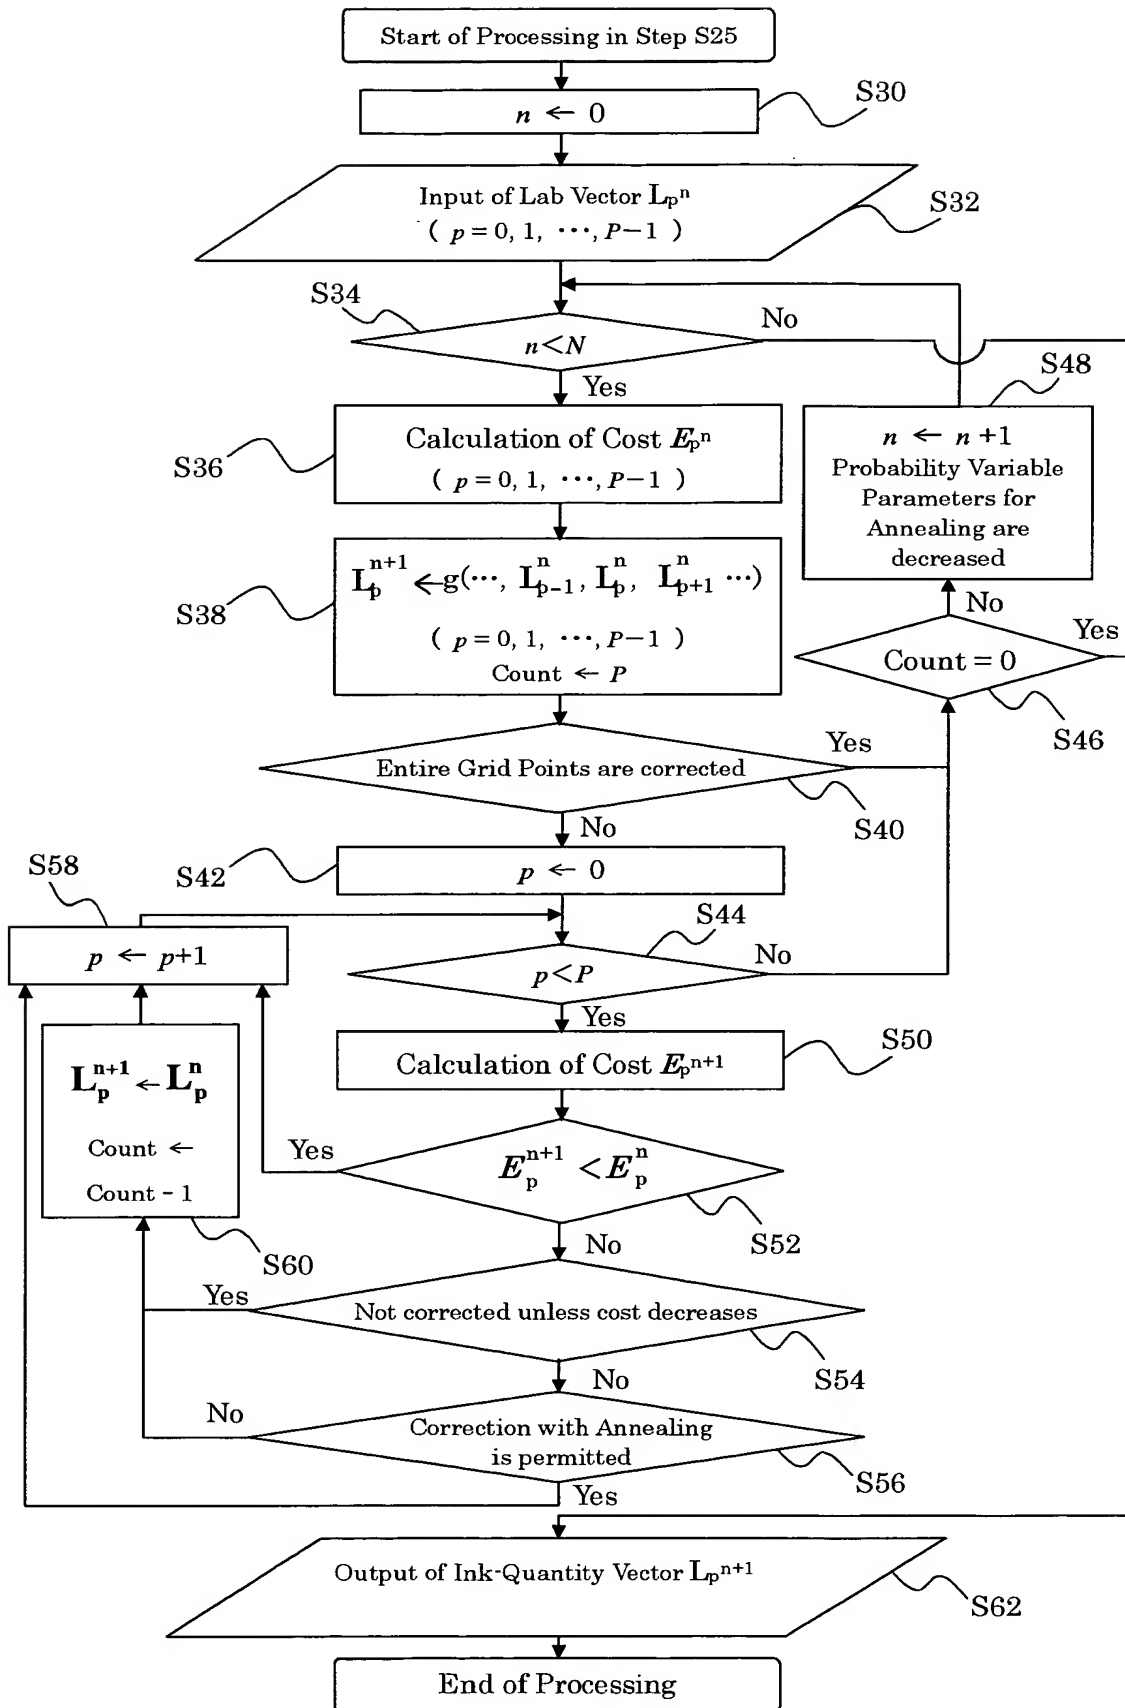 Start of Processing in Step S25
S30
n ← 0
Input of Lab Vector Lpⁿ
( p = 0, 1, ⋯, P−1 )
S32
S34
n<N
No
Yes
S48
n ← n+1
Probability Variable
Parameters for
Annealing are
decreased
Calculation of Cost Epⁿ
( p = 0, 1, ⋯, P−1 )
S36
Lpⁿ⁺¹ ←g(⋯, Lp-1ⁿ, Lpⁿ, Lp+1ⁿ ⋯)
( p = 0, 1, ⋯, P−1 )
Count ← P
S38
No
Yes
Count = 0
S46
Entire Grid Points are corrected
Yes
S40
No
S42
p ← 0
S58
p ← p+1
S44
p<P
No
Yes
S50
Calculation of Cost Epⁿ⁺¹
Lpⁿ⁺¹ ← Lpⁿ
Count ←
Count - 1
S60
Yes
Epⁿ⁺¹ < Epⁿ
S52
No
Yes
Not corrected unless cost decreases
S54
No
No
Correction with Annealing
is permitted
S56
Yes
Output of Ink-Quantity Vector Lpⁿ⁺¹
S62
End of Processing